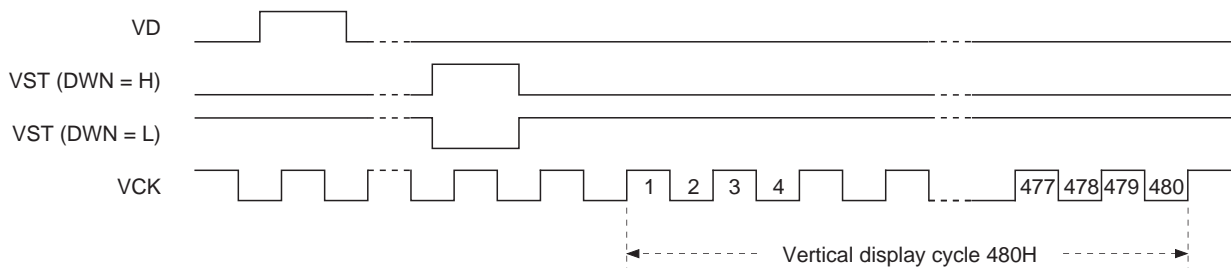 VD
VST (DWN = H)
VST (DWN = L)
VCK
1 2 3 4 477 478 479 480
Vertical display cycle 480H